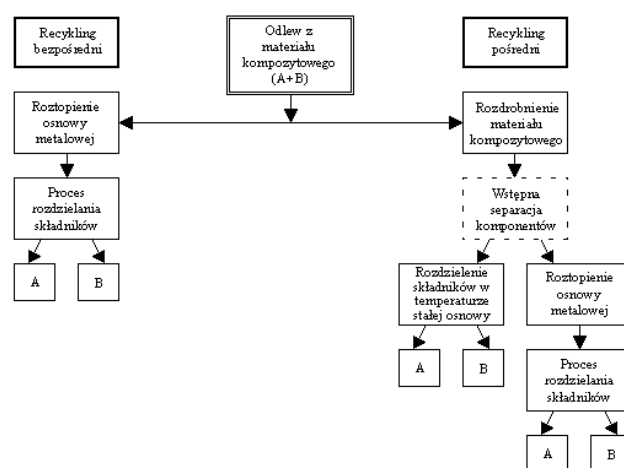 Recykling
bezpośredni
Odlew z
materiału
kompozytowego
(A+B)
Recykling
pośredni
Roztopienie
osnowy
metalowej
Rozdrobnienie
materiału
kompozytowego
Proces
rozdzielania
składników
Wstępna
separacja
komponentów
A
B
Rozdzielenie
składników w
temperaturze
stałej osnowy
Roztopienie
osnowy
metalowej
A
B
Proces
rozdzielania
składników
A
B